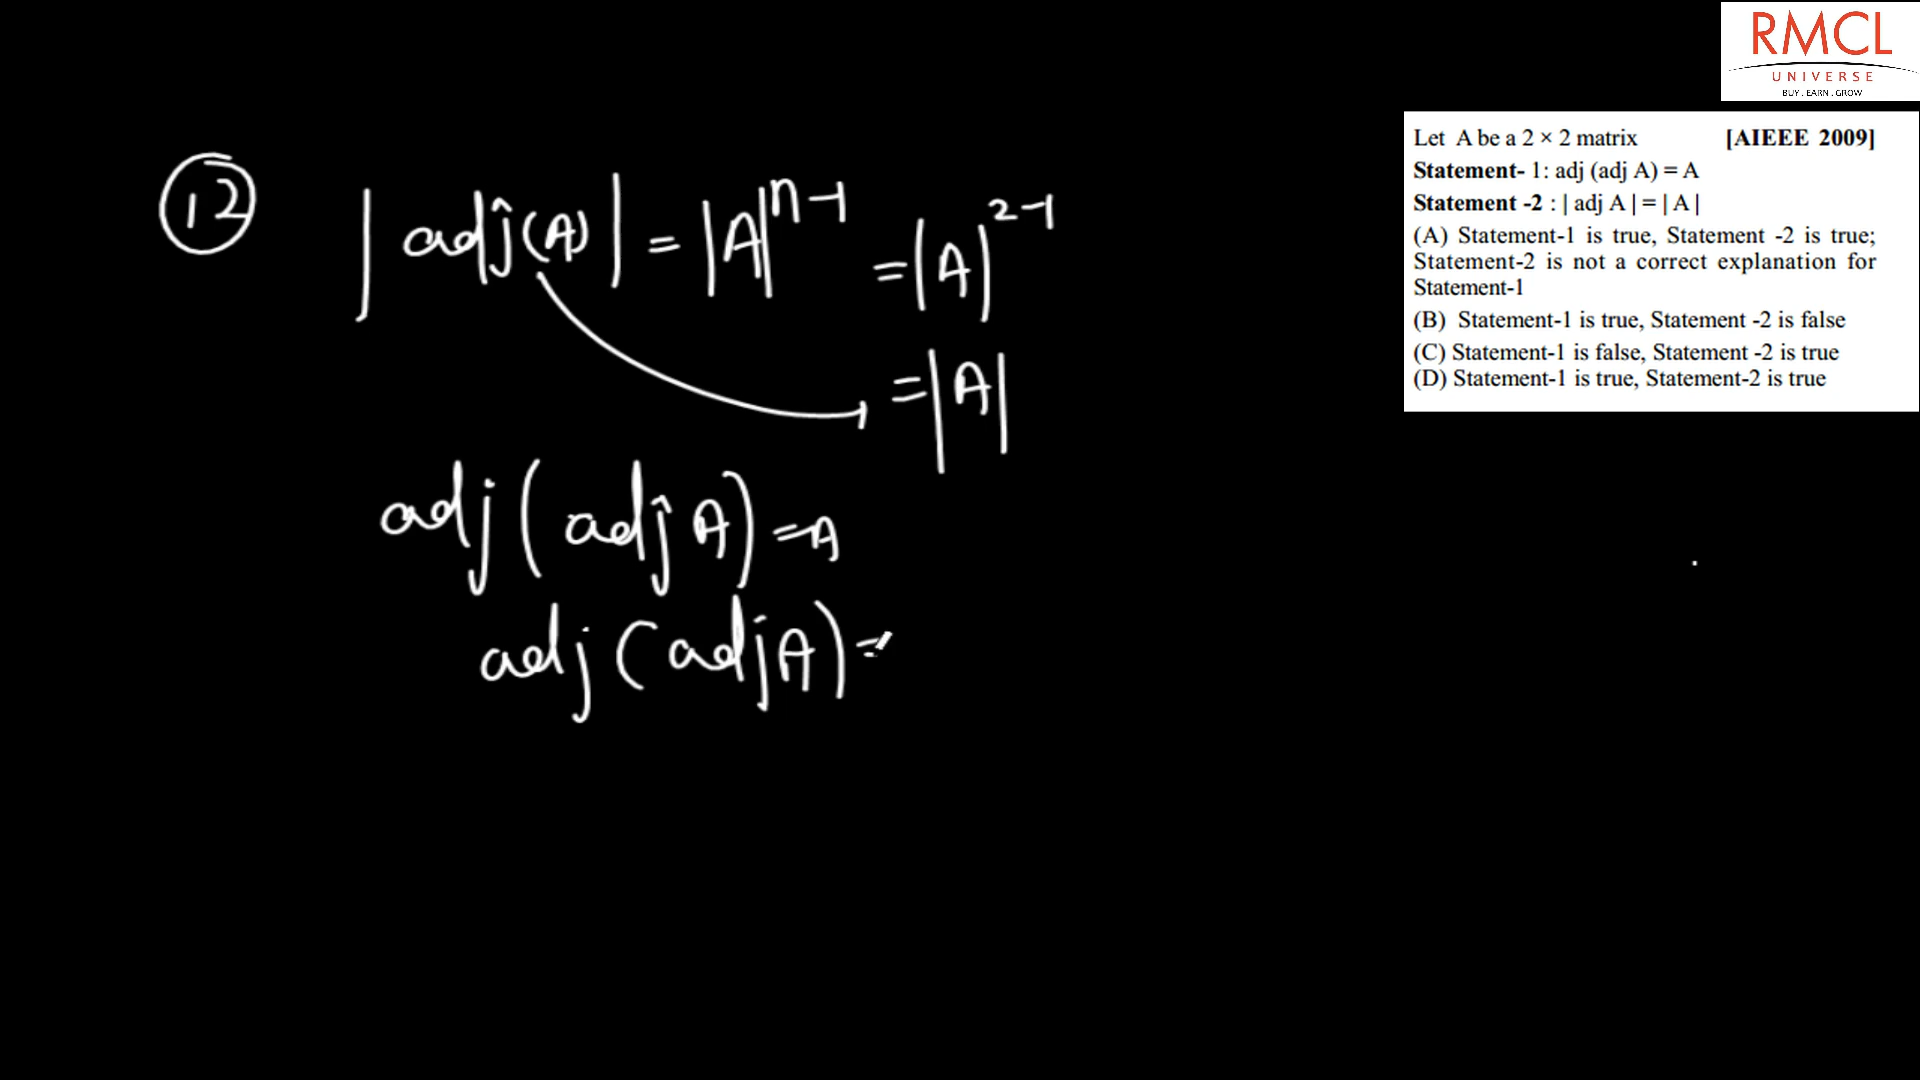 RMCL
UNIVERSE
BUY . EARN . GROW
Let A be a 2 × 2 matrix [AIEEE 2009]
Statement- 1: adj (adj A) = A
Statement -2 : | adj A | = | A |
(A) Statement-1 is true, Statement -2 is true;
Statement-2 is not a correct explanation for
Statement-1
(B) Statement-1 is true, Statement -2 is false
(C) Statement-1 is false, Statement -2 is true
(D) Statement-1 is true, Statement-2 is true
12
|adj(A)| = |A|^n-1 = |A|^2-1
= |A|
adj(adj A) = A
adj(adj A) =